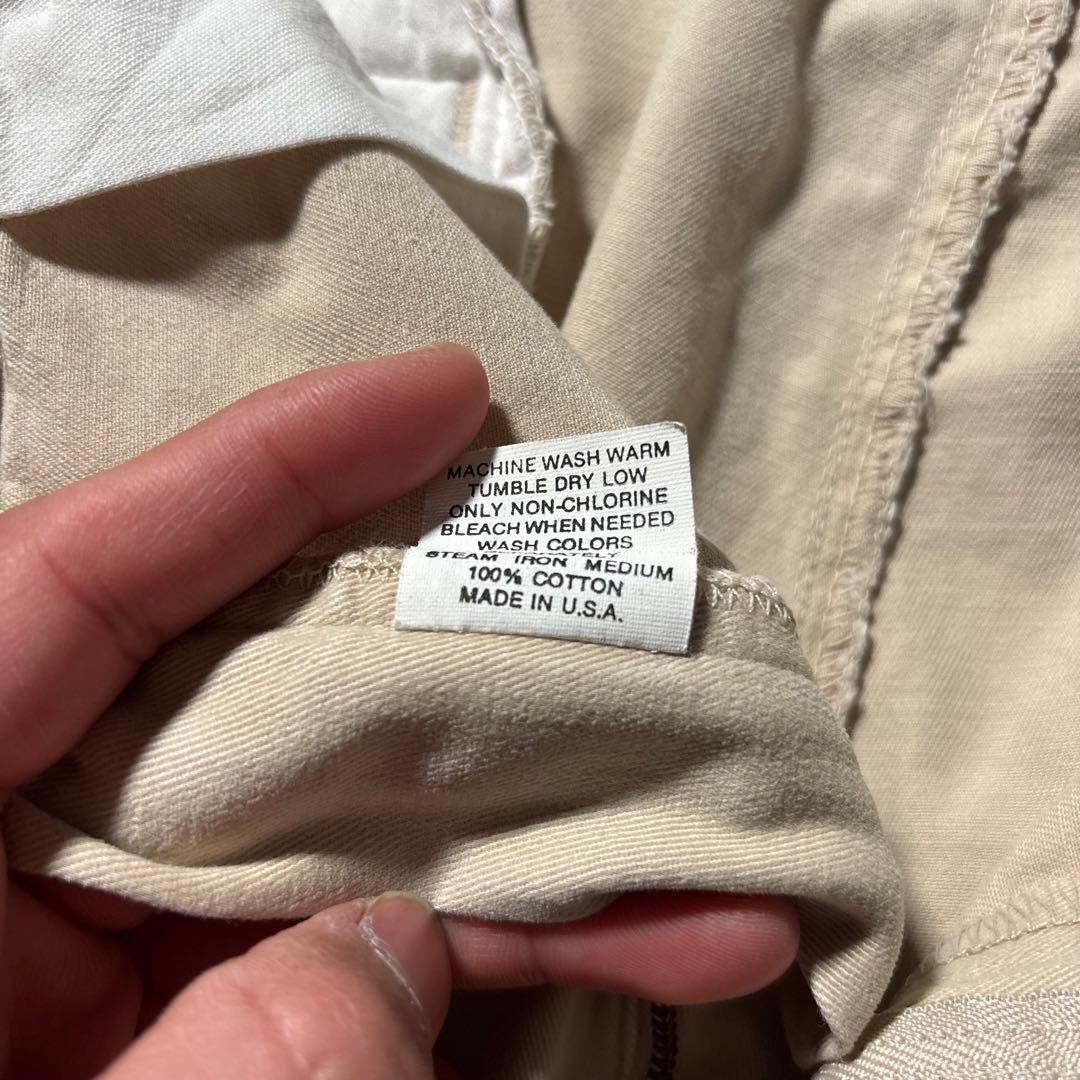 MACHINE WASH WARM
TUMBLE DRY LOW
ONLY NON-CHLORINE
BLEACH WHEN NEEDED
WASH COLORS
STEAM IRON MEDIUM
100% COTTON
MADE IN U.S.A.